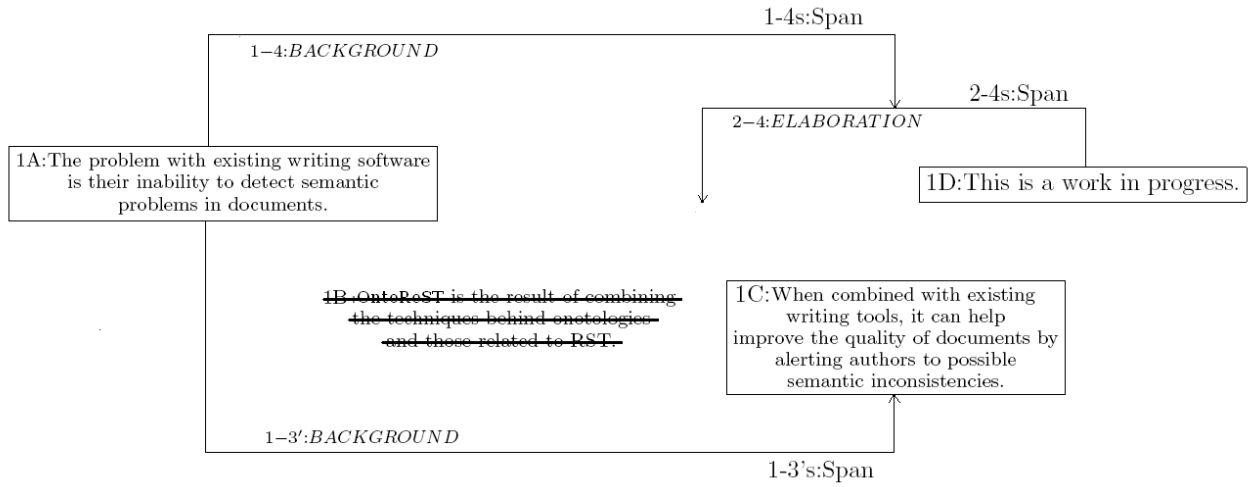 1-4s:Span
1−4:BACKGROUND
2-4s:Span
2−4:ELABORATION
1A:The problem with existing writing software
is their inability to detect semantic
problems in documents.
1D:This is a work in progress.
1B:OntoReST is the result of combining
the techniques behind onotologies
and those related to RST.
1C:When combined with existing
writing tools, it can help
improve the quality of documents by
alerting authors to possible
semantic inconsistencies.
1−3′:BACKGROUND
1-3's:Span